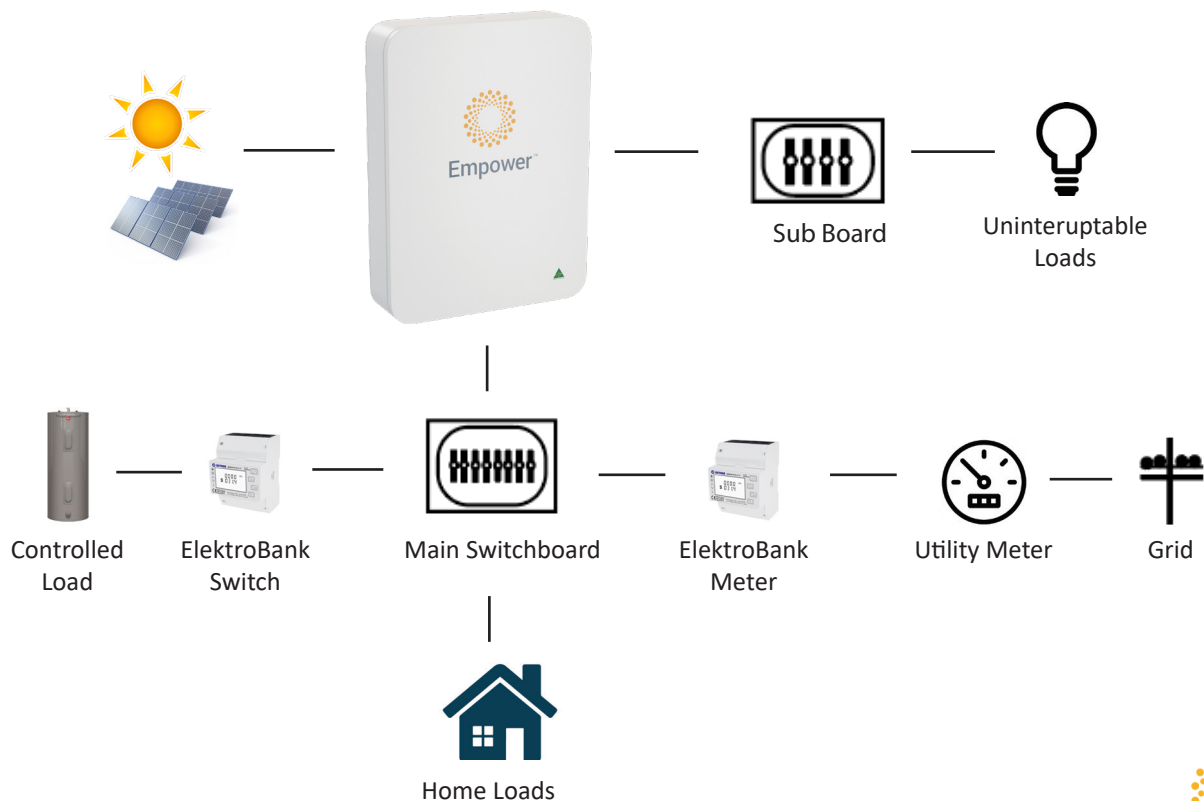 Empower™
Sub Board
Uninteruptable
Loads
Controlled
Load
ElektroBank
Switch
Main Switchboard
ElektroBank
Meter
Utility Meter
Grid
Home Loads